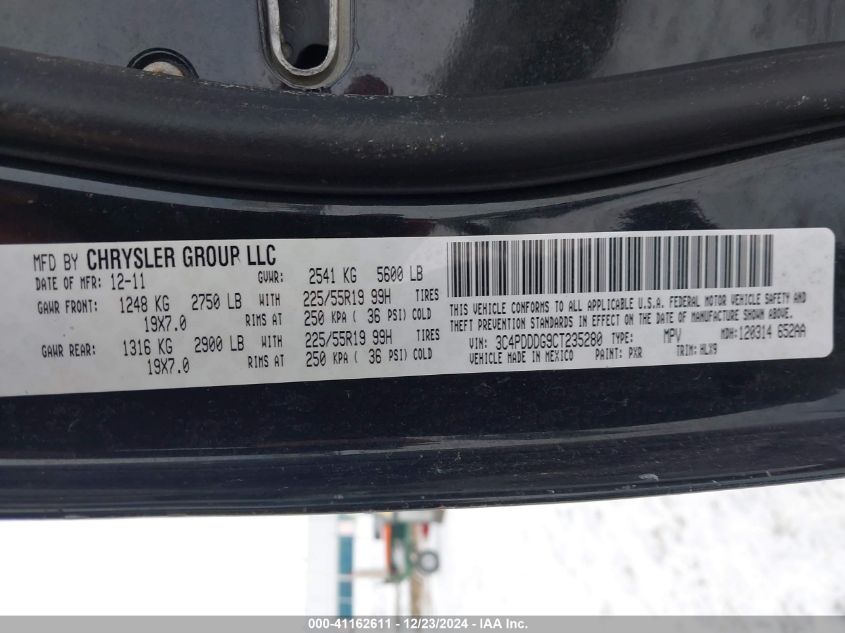 MFD BY CHRYSLER GROUP LLC
DATE OF MFR: 12-11 GVWR: 2541 KG 5600 LB
GAWR FRONT: 1248 KG 2750 LB WITH 225/55R19 99H TIRES
19X7.0 RIMS AT 250 KPA ( 36 PSI) COLD
GAWR REAR: 1316 KG 2900 LB WITH 225/55R19 99H TIRES
19X7.0 RIMS AT 250 KPA ( 36 PSI) COLD
THIS VEHICLE CONFORMS TO ALL APPLICABLE U.S.A. FEDERAL MOTOR VEHICLE SAFETY AND
THEFT PREVENTION STANDARDS IN EFFECT ON THE DATE OF MANUFACTURE SHOWN ABOVE.
VIN: 3C4PDDDG9CT235280 TYPE: MPV MDH: 120314 652AA
VEHICLE MADE IN MEXICO PAINT: PXR TRIM: HLX9
000-41162611 - 12/23/2024 - IAA Inc.